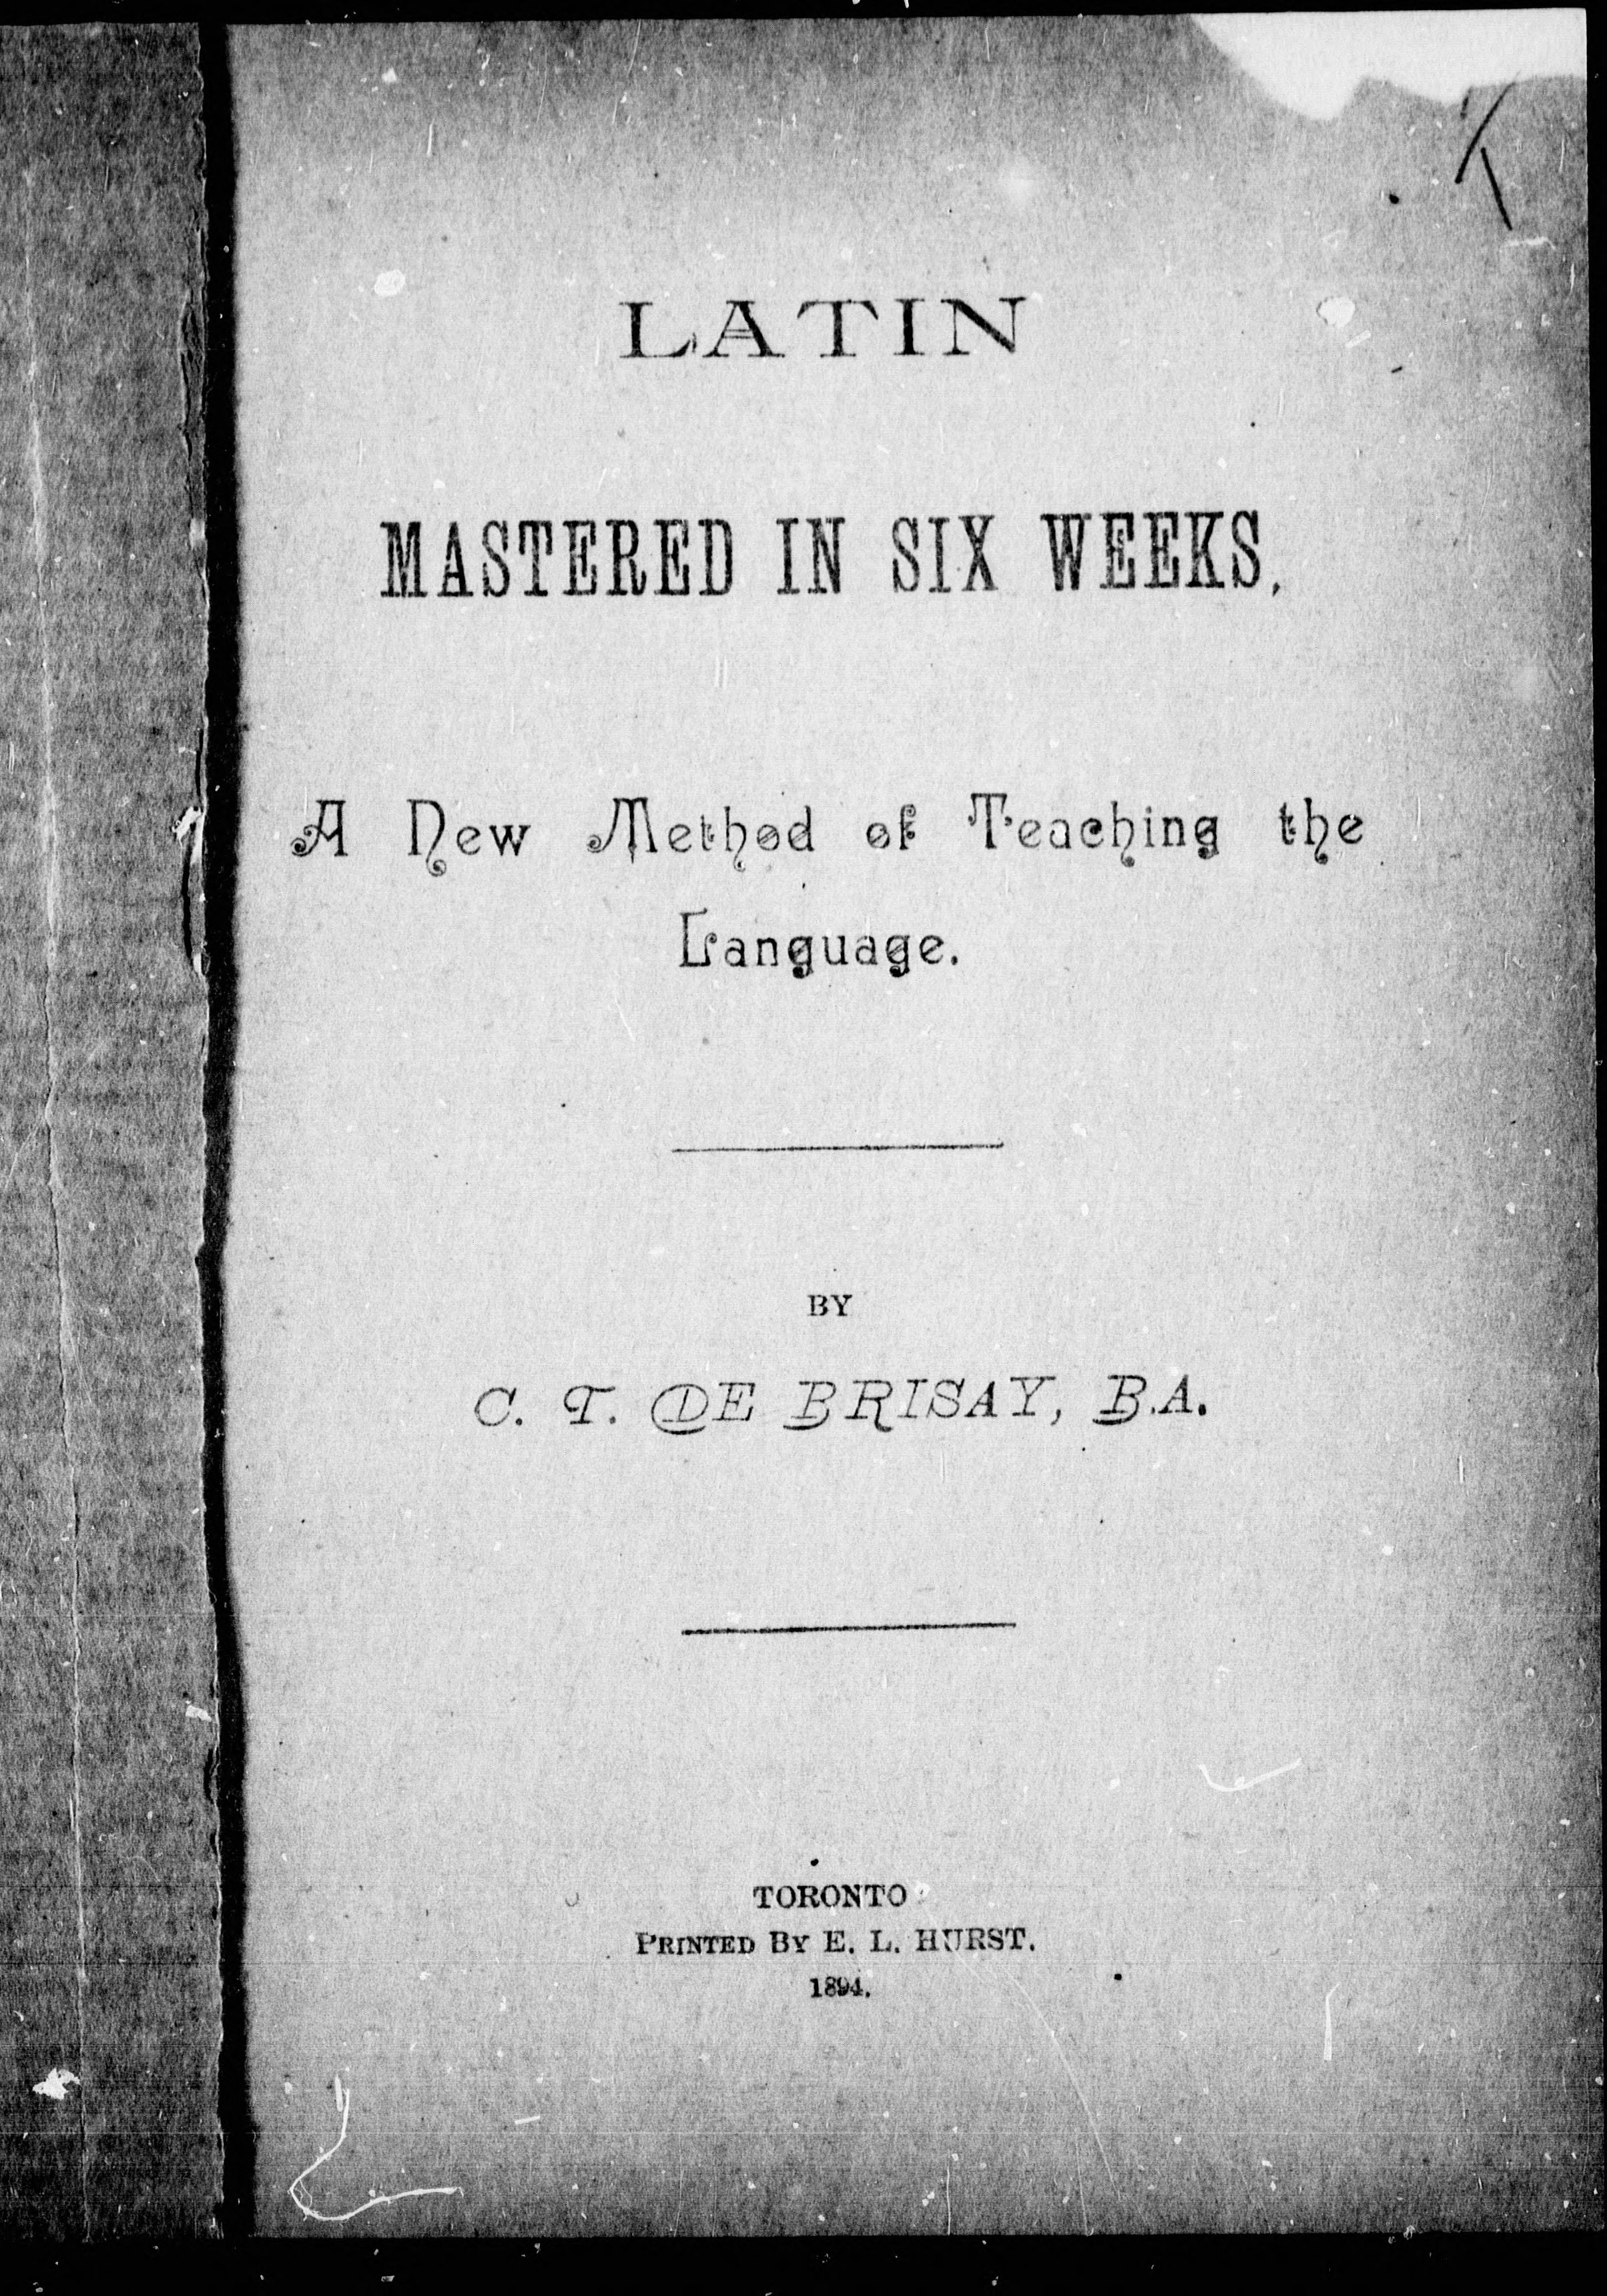 LATIN
MASTERED IN SIX WEEKS,
A New Method of Teaching the
Language.
BY
C. T. DE BRISAY, B.A.
TORONTO
PRINTED BY E. L. HURST.
1894.